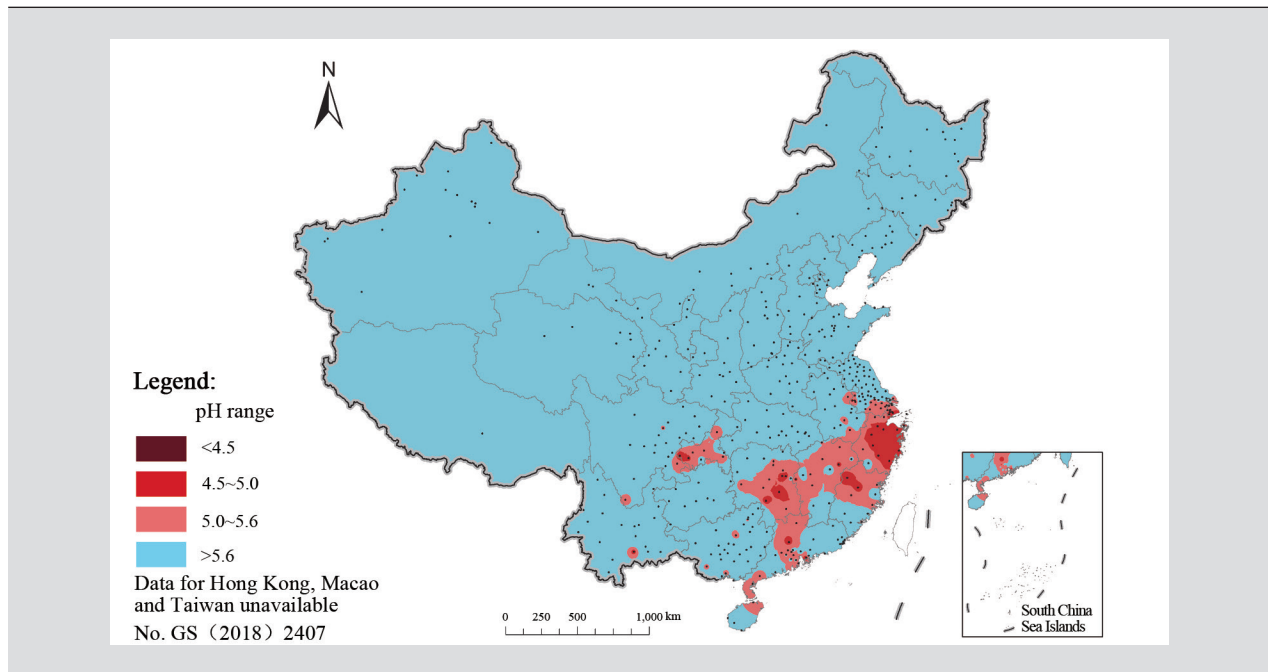 N
Legend:
pH range
<4.5
4.5~5.0
5.0~5.6
>5.6
Data for Hong Kong, Macao
and Taiwan unavailable
No. GS（2018）2407
0 250 500 1,000 km
South China
Sea Islands